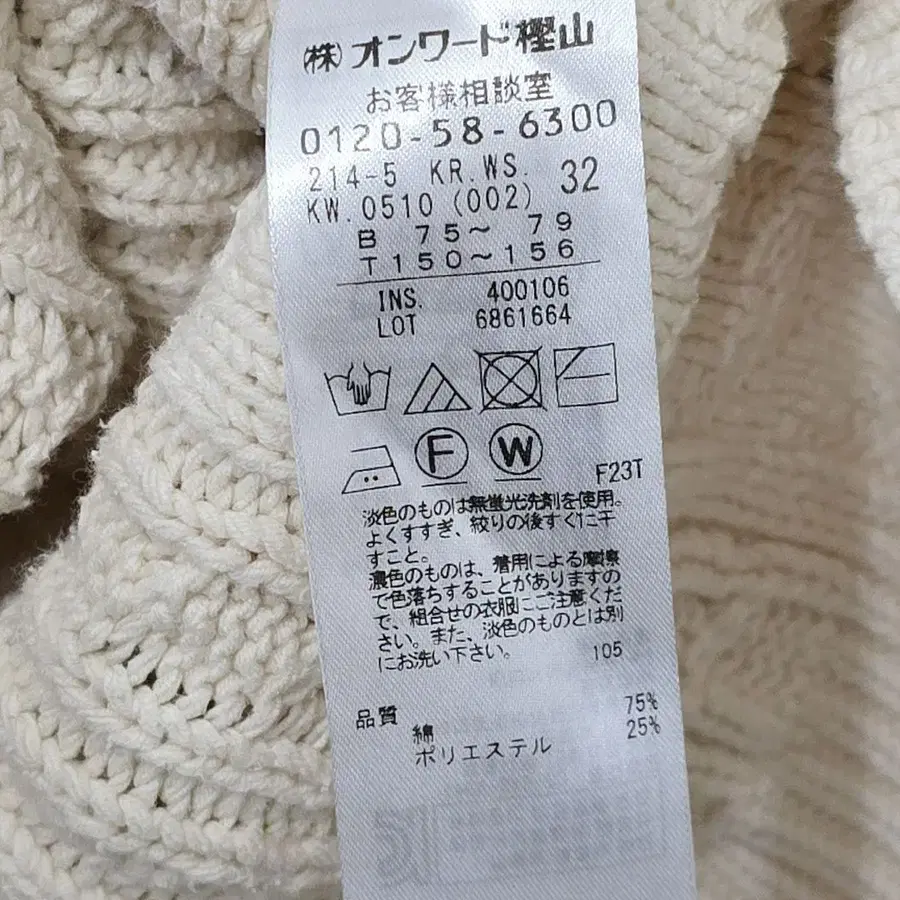 (株)オンワード樫山
お客様相談室
0120-58-6300
214-5 KR.WS. 32
KW.0510 (002)
B 75～ 79
T150～156
INS. 400106
LOT 6861664
F W
F23T
淡色のものは無蛍光洗剤を使用。
よくすすぎ、絞りの後すぐに干
すこと。
濃色のものは、着用による摩擦
で色落ちすることがありますの
で、組合せの衣服にご注意くだ
さい。また、淡色のものとは別
にお洗い下さい。 105
品質 75%
綿 25%
ポリエステル